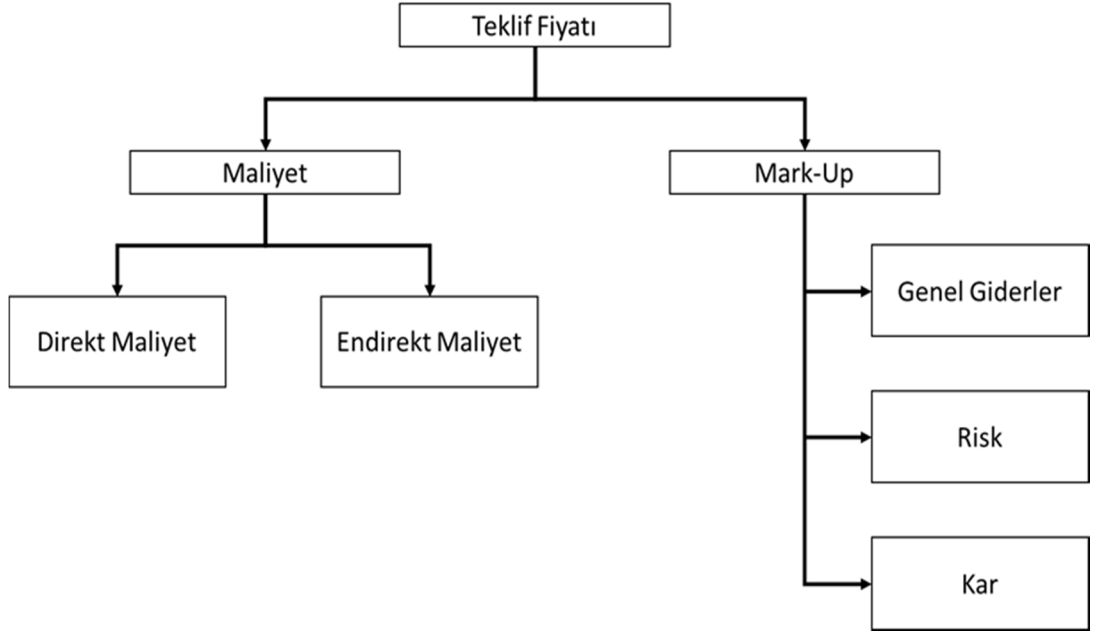 Teklif Fiyatı
Maliyet
Mark-Up
Direkt Maliyet
Endirekt Maliyet
Genel Giderler
Risk
Kar